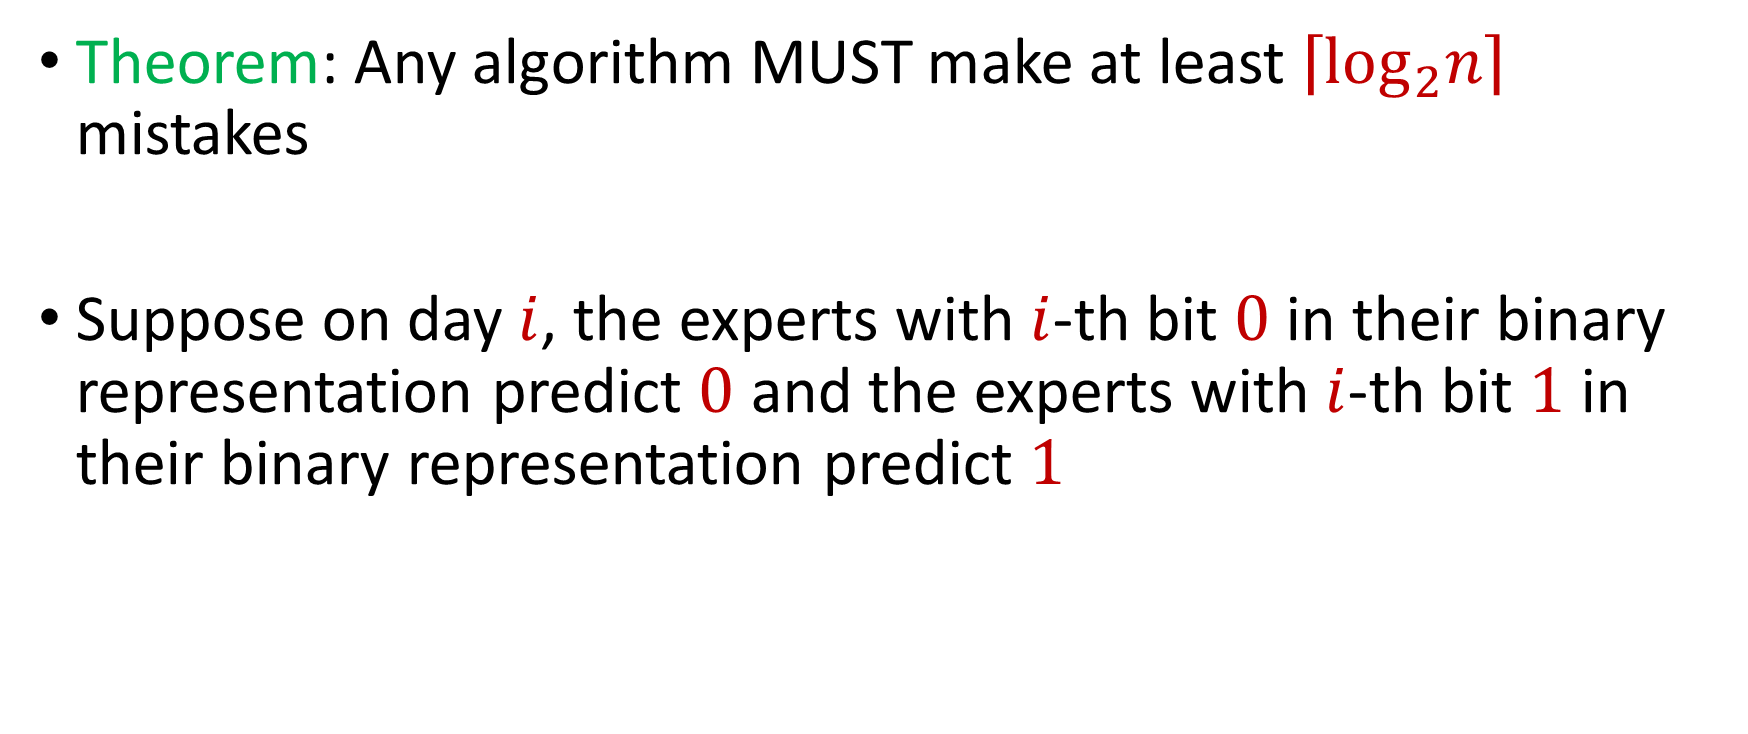 • Theorem: Any algorithm MUST make at least ⌈log₂n⌉
mistakes
• Suppose on day i, the experts with i-th bit 0 in their binary
representation predict 0 and the experts with i-th bit 1 in
their binary representation predict 1